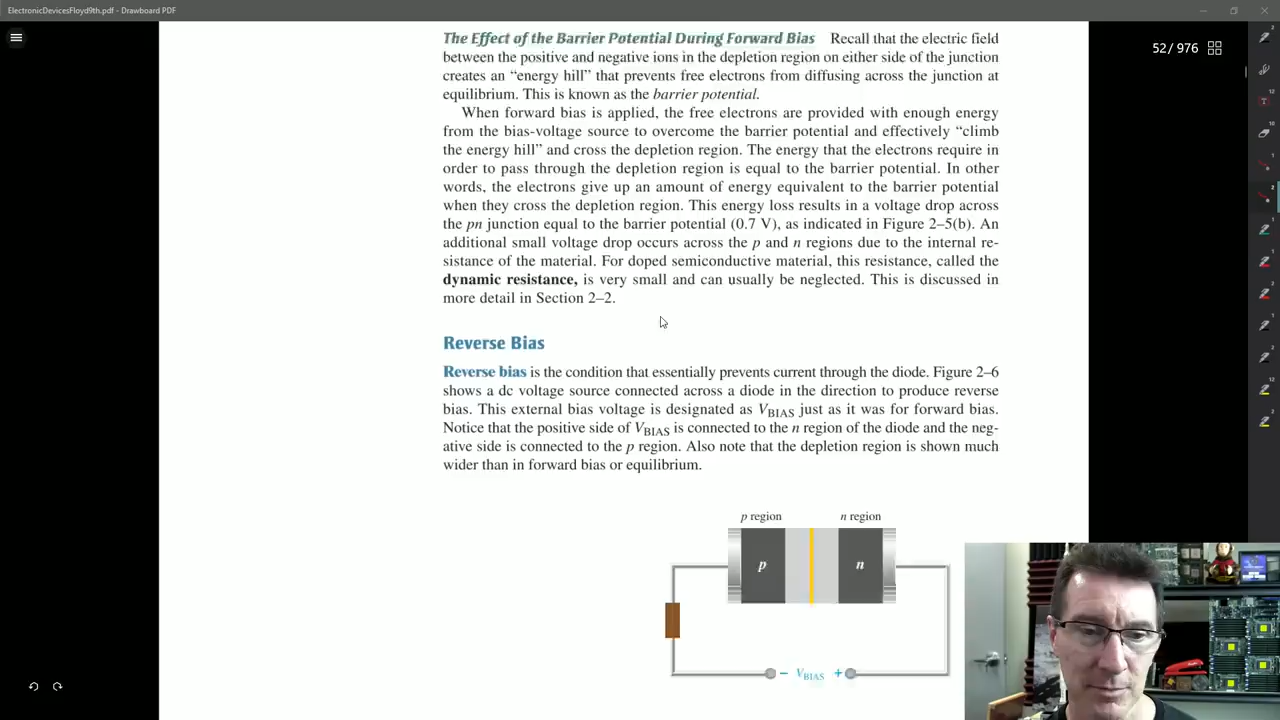 ElectronicDevicesFloyd9th.pdf - Drawboard PDF
52 / 976
The Effect of the Barrier Potential During Forward Bias Recall that the electric field
between the positive and negative ions in the depletion region on either side of the junction
creates an “energy hill” that prevents free electrons from diffusing across the junction at
equilibrium. This is known as the barrier potential.
When forward bias is applied, the free electrons are provided with enough energy
from the bias-voltage source to overcome the barrier potential and effectively “climb
the energy hill” and cross the depletion region. The energy that the electrons require in
order to pass through the depletion region is equal to the barrier potential. In other
words, the electrons give up an amount of energy equivalent to the barrier potential
when they cross the depletion region. This energy loss results in a voltage drop across
the pn junction equal to the barrier potential (0.7 V), as indicated in Figure 2–5(b). An
additional small voltage drop occurs across the p and n regions due to the internal re-
sistance of the material. For doped semiconductive material, this resistance, called the
dynamic resistance, is very small and can usually be neglected. This is discussed in
more detail in Section 2–2.
Reverse Bias
Reverse bias is the condition that essentially prevents current through the diode. Figure 2–6
shows a dc voltage source connected across a diode in the direction to produce reverse
bias. This external bias voltage is designated as VBIAS just as it was for forward bias.
Notice that the positive side of VBIAS is connected to the n region of the diode and the neg-
ative side is connected to the p region. Also note that the depletion region is shown much
wider than in forward bias or equilibrium.
p region n region
p n
− VBIAS +